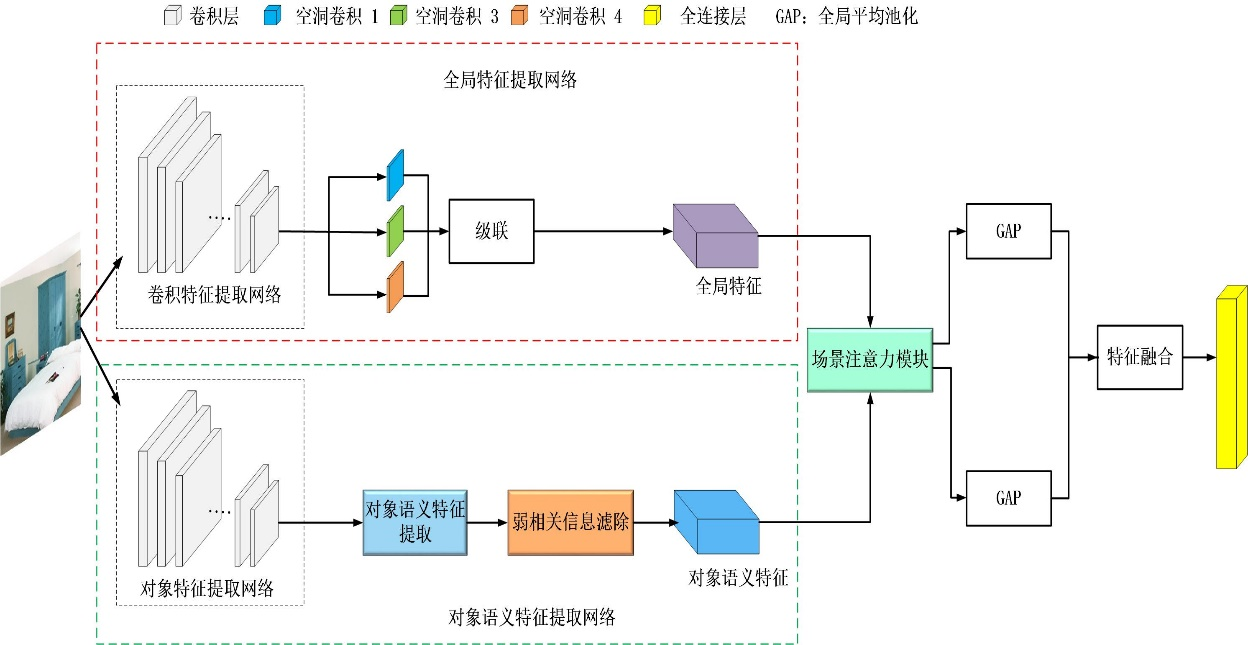 卷积层 空洞卷积 1 空洞卷积 3 空洞卷积 4 全连接层 GAP：全局平均池化
全局特征提取网络
级联
GAP
全局特征
卷积特征提取网络
场景注意力模块
特征融合
GAP
对象语义特征
提取
弱相关信息滤除
对象语义特征
对象特征提取网络
对象语义特征提取网络